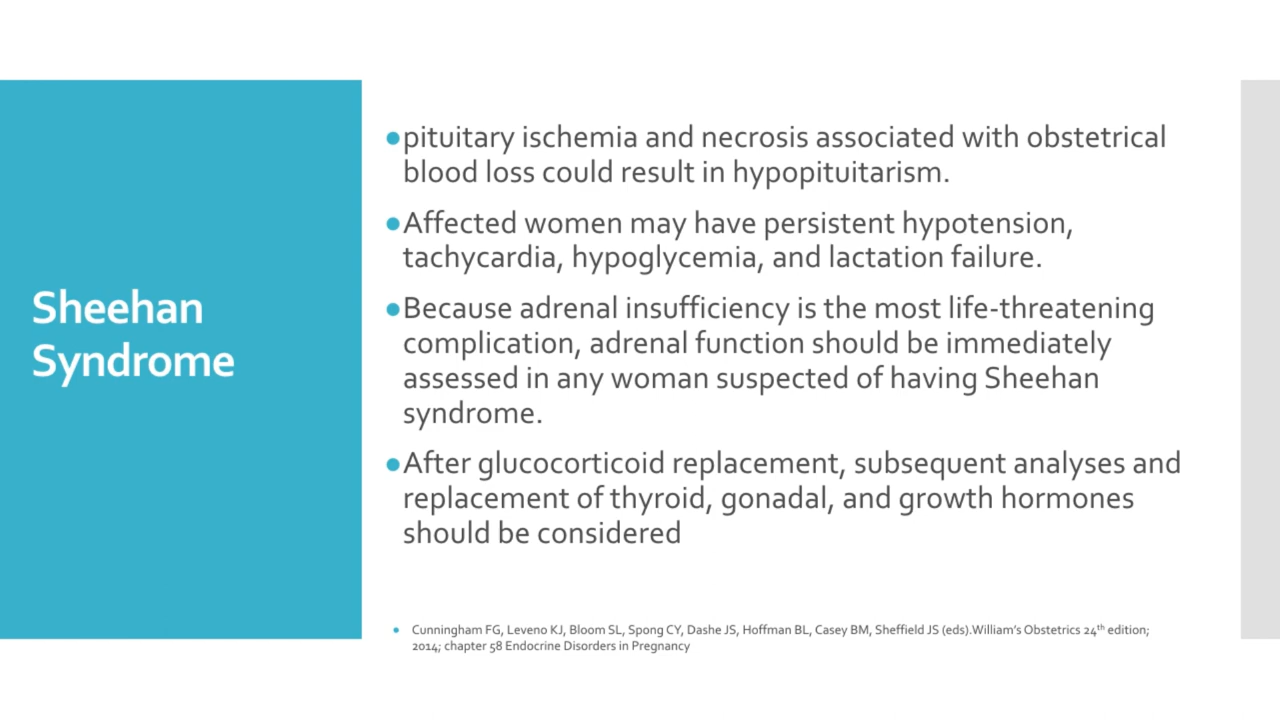 Sheehan
Syndrome
●pituitary ischemia and necrosis associated with obstetrical
blood loss could result in hypopituitarism.
●Affected women may have persistent hypotension,
tachycardia, hypoglycemia, and lactation failure.
●Because adrenal insufficiency is the most life-threatening
complication, adrenal function should be immediately
assessed in any woman suspected of having Sheehan
syndrome.
●After glucocorticoid replacement, subsequent analyses and
replacement of thyroid, gonadal, and growth hormones
should be considered
● Cunningham FG, Leveno KJ, Bloom SL, Spong CY, Dashe JS, Hoffman BL, Casey BM, Sheffield JS (eds).William's Obstetrics 24th edition;
2014; chapter 58 Endocrine Disorders in Pregnancy